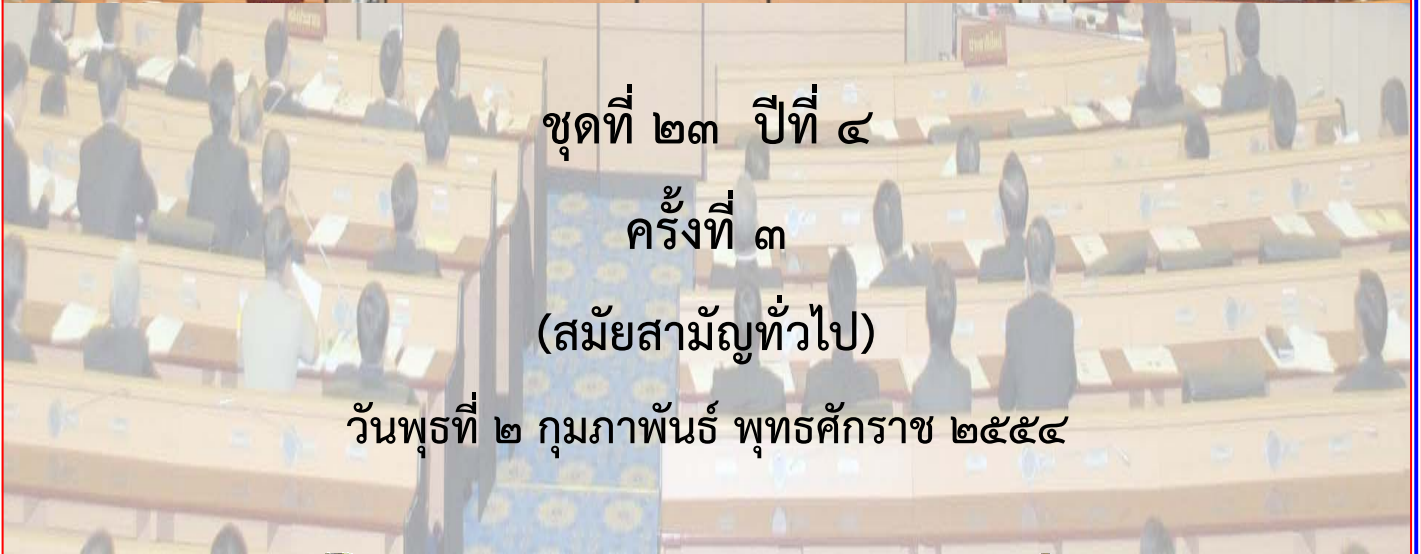 ชุดที่ ๒๓ ปีที่ ๔
ครั้งที่ ๓
(สมัยสามัญทั่วไป)
วันพุธที่ ๒ กุมภาพันธ์ พุทธศักราช ๒๕๕๔